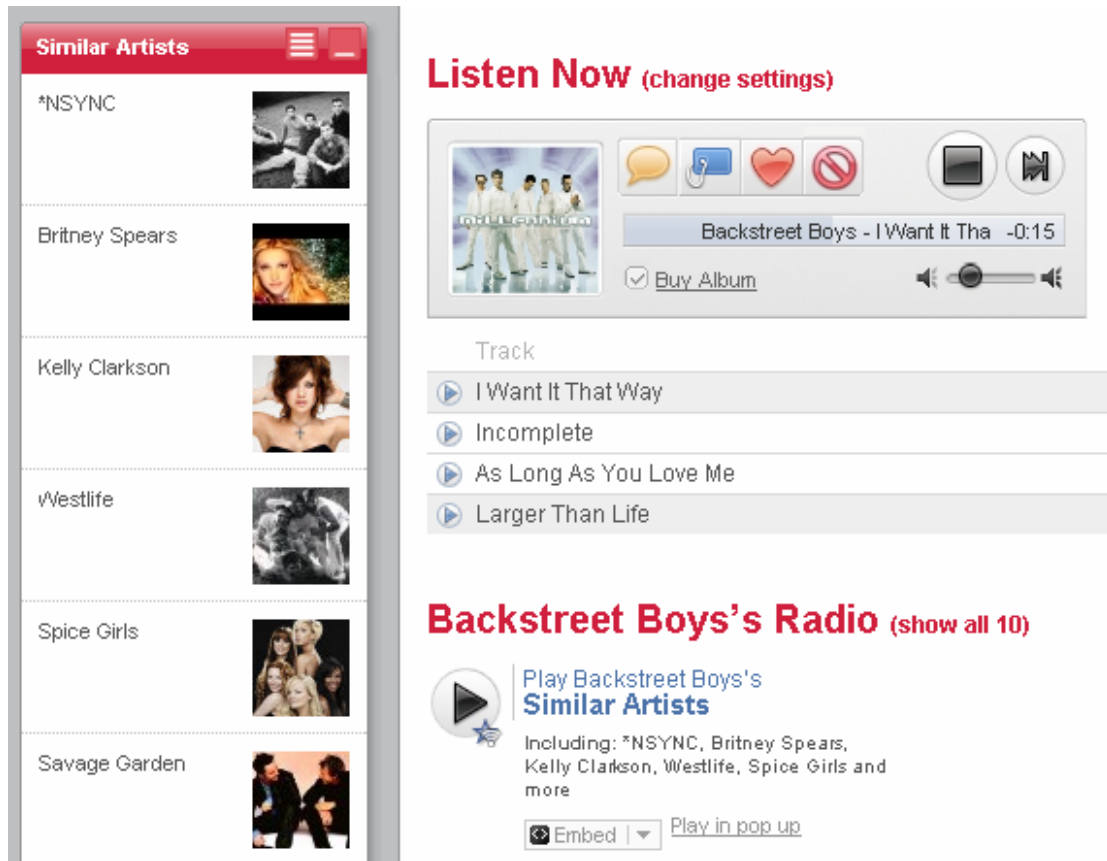 Similar Artists
*NSYNC
Britney Spears
Kelly Clarkson
Westlife
Spice Girls
Savage Garden
Listen Now (change settings)
MILLENNIUM
Backstreet Boys - I Want It Tha -0:15
Buy Album
Track
I Want It That Way
Incomplete
As Long As You Love Me
Larger Than Life
Backstreet Boys's Radio (show all 10)
Play Backstreet Boys's
Similar Artists
Including: *NSYNC, Britney Spears,
Kelly Clarkson, Westlife, Spice Girls and
more
Embed
Play in pop up